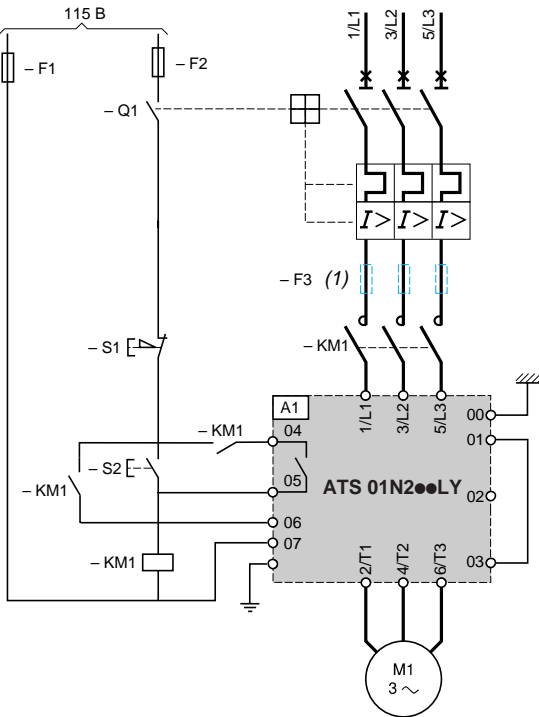 115 B
– F1
– F2
– Q1
1/L1
3/L2
5/L3
I>
I>
I>
– F3 (1)
– S1
– KM1
A1
1/L1
3/L2
5/L3
00
– KM1
04
01
– S2
05
ATS 01N2●●LY
02
– KM1
06
07
– KM1
2/T1
4/T2
6/T3
03
M1
3 ~